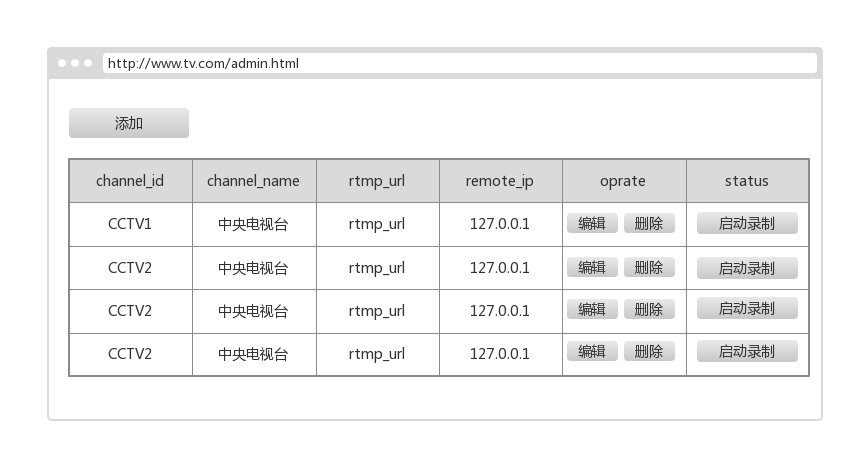 http://www.tv.com/admin.html
添加
channel_id channel_name rtmp_url remote_ip oprate status
CCTV1 中央电视台 rtmp_url 127.0.0.1 编辑 删除 启动录制
CCTV2 中央电视台 rtmp_url 127.0.0.1 编辑 删除 启动录制
CCTV2 中央电视台 rtmp_url 127.0.0.1 编辑 删除 启动录制
CCTV2 中央电视台 rtmp_url 127.0.0.1 编辑 删除 启动录制